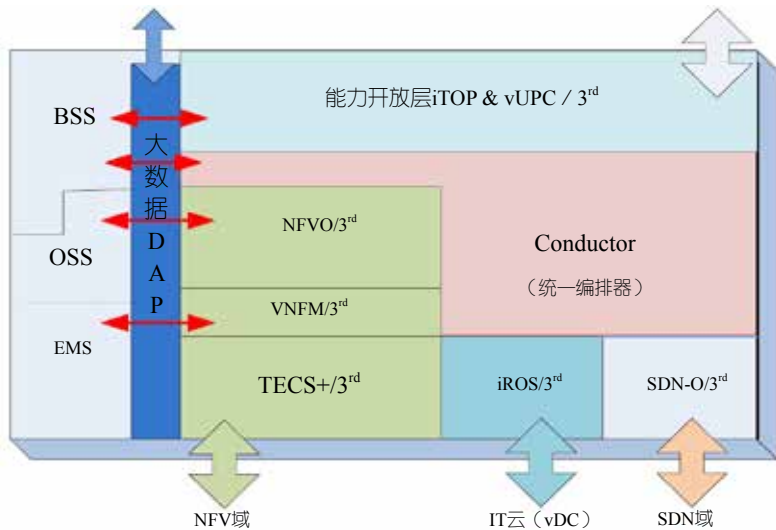 能力开放层iTOP & vUPC / 3rd
BSS
大
数
据
D
A
P
NFVO/3rd
OSS
Conductor
(统一编排器)
VNFM/3rd
EMS
TECS+/3rd
iROS/3rd
SDN-O/3rd
NFV域
IT云(vDC)
SDN域